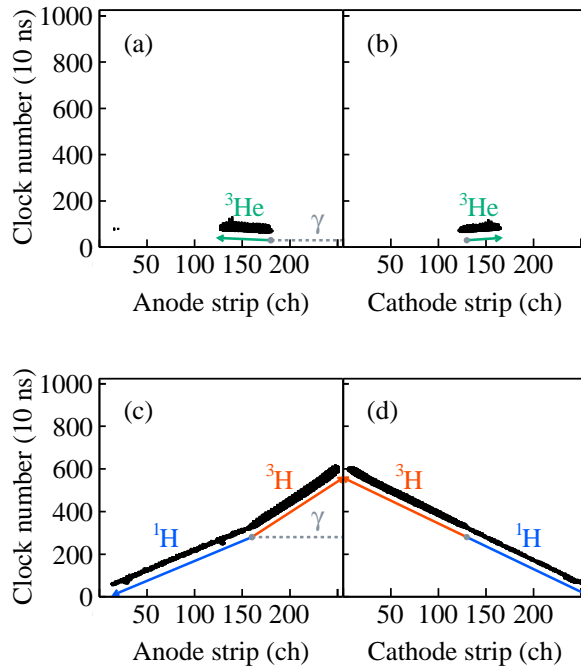 (a)
(b)
Clock number (10 ns)
1000
800
600
400
200
0
³He
γ
³He
50 100 150 200
50 100 150 200
Anode strip (ch)
Cathode strip (ch)
(c)
(d)
Clock number (10 ns)
1000
800
600
400
200
0
³H
¹H
γ
³H
¹H
50 100 150 200
50 100 150 200
Anode strip (ch)
Cathode strip (ch)